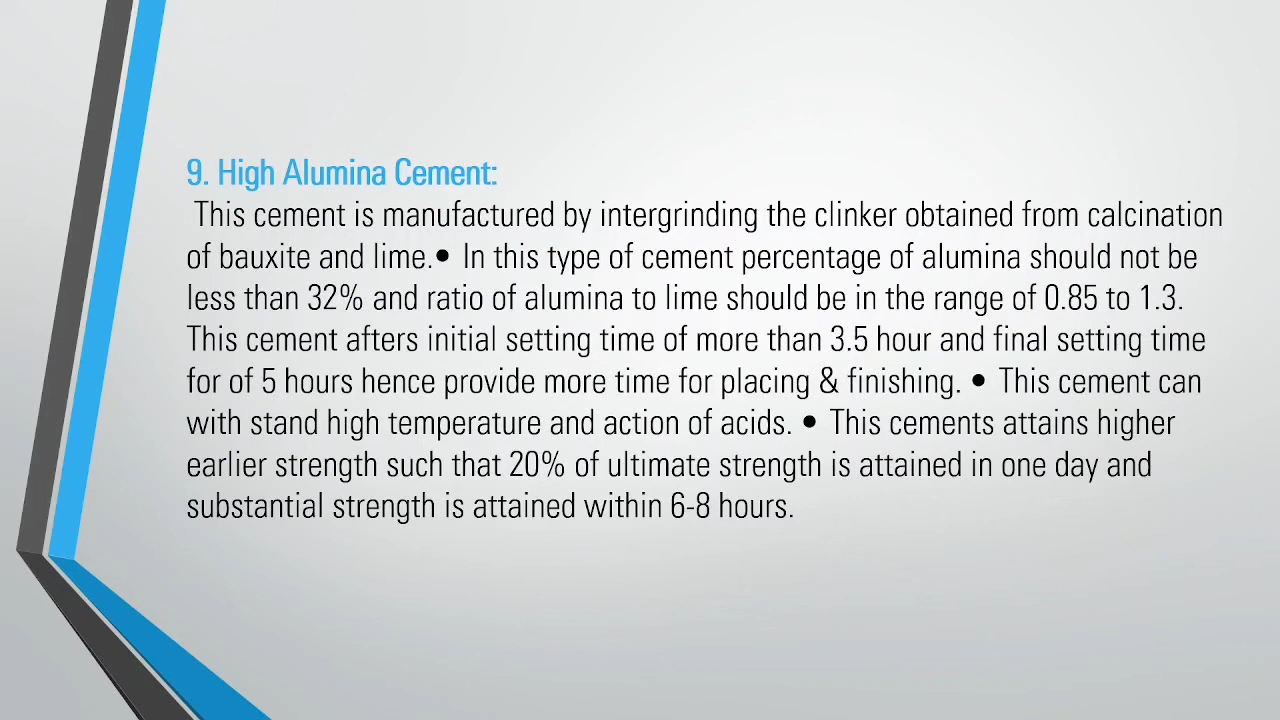 9. High Alumina Cement:
This cement is manufactured by intergrinding the clinker obtained from calcination
of bauxite and lime.● In this type of cement percentage of alumina should not be
less than 32% and ratio of alumina to lime should be in the range of 0.85 to 1.3.
This cement afters initial setting time of more than 3.5 hour and final setting time
for of 5 hours hence provide more time for placing & finishing. ● This cement can
with stand high temperature and action of acids. ● This cements attains higher
earlier strength such that 20% of ultimate strength is attained in one day and
substantial strength is attained within 6-8 hours.